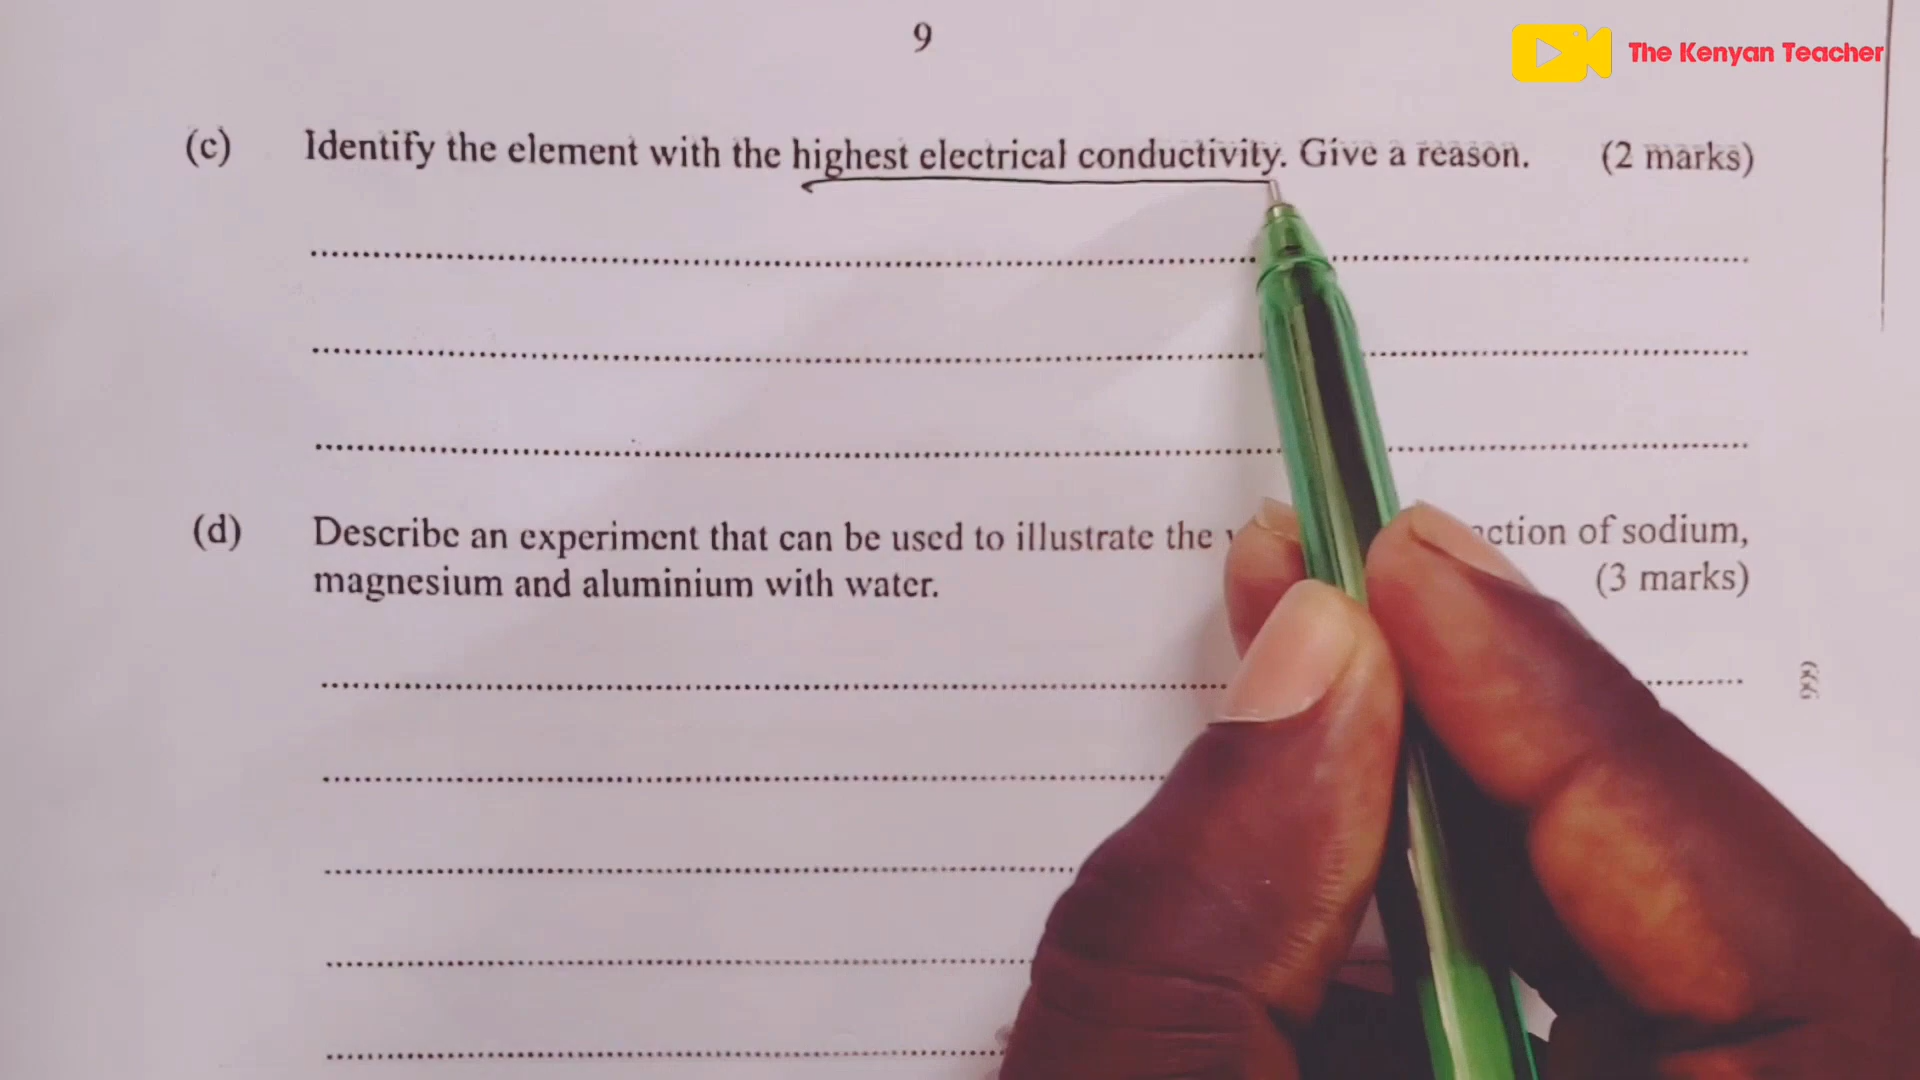 9
The Kenyan Teacher
(c) Identify the element with the highest electrical conductivity. Give a reason. (2 marks)
(d) Describe an experiment that can be used to illustrate the ction of sodium,
magnesium and aluminium with water. (3 marks)
999